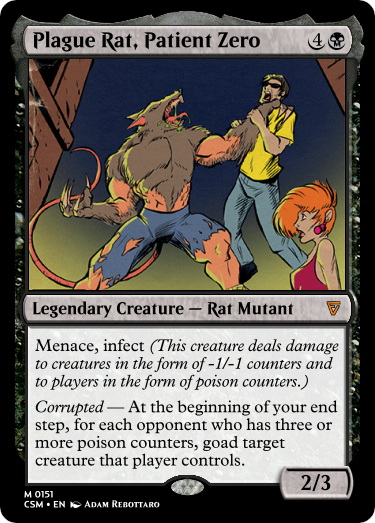 Plague Rat, Patient Zero 4
Legendary Creature — Rat Mutant
Menace, infect (This creature deals damage
to creatures in the form of -1/-1 counters and
to players in the form of poison counters.)
Corrupted — At the beginning of your end
step, for each opponent who has three or
more poison counters, goad target
creature that player controls.
2/3
M 0151
CSM • EN Adam Rebottaro